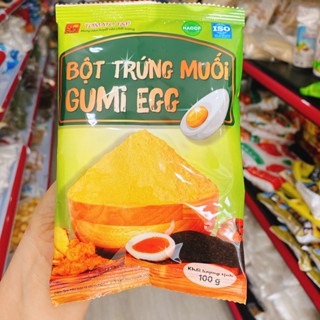 HACCP
ISO
BỘT TRỨNG MUỐI
GUMI EGG
Khối lượng tịnh
100 g